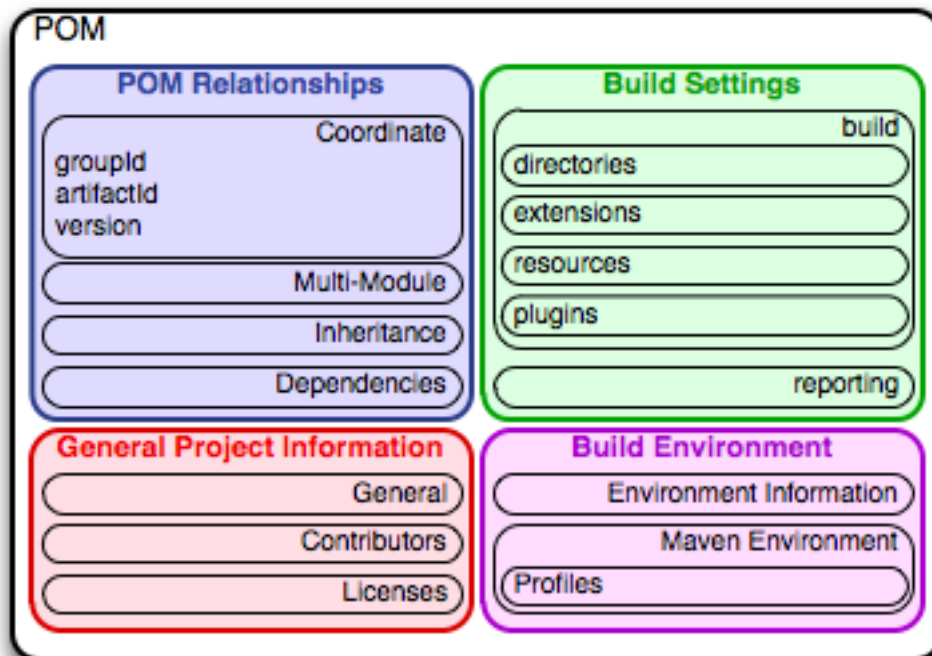 POM
POM Relationships
Coordinate
groupId
artifactId
version
Multi-Module
Inheritance
Dependencies
Build Settings
build
directories
extensions
resources
plugins
reporting
General Project Information
General
Contributors
Licenses
Build Environment
Environment Information
Maven Environment
Profiles